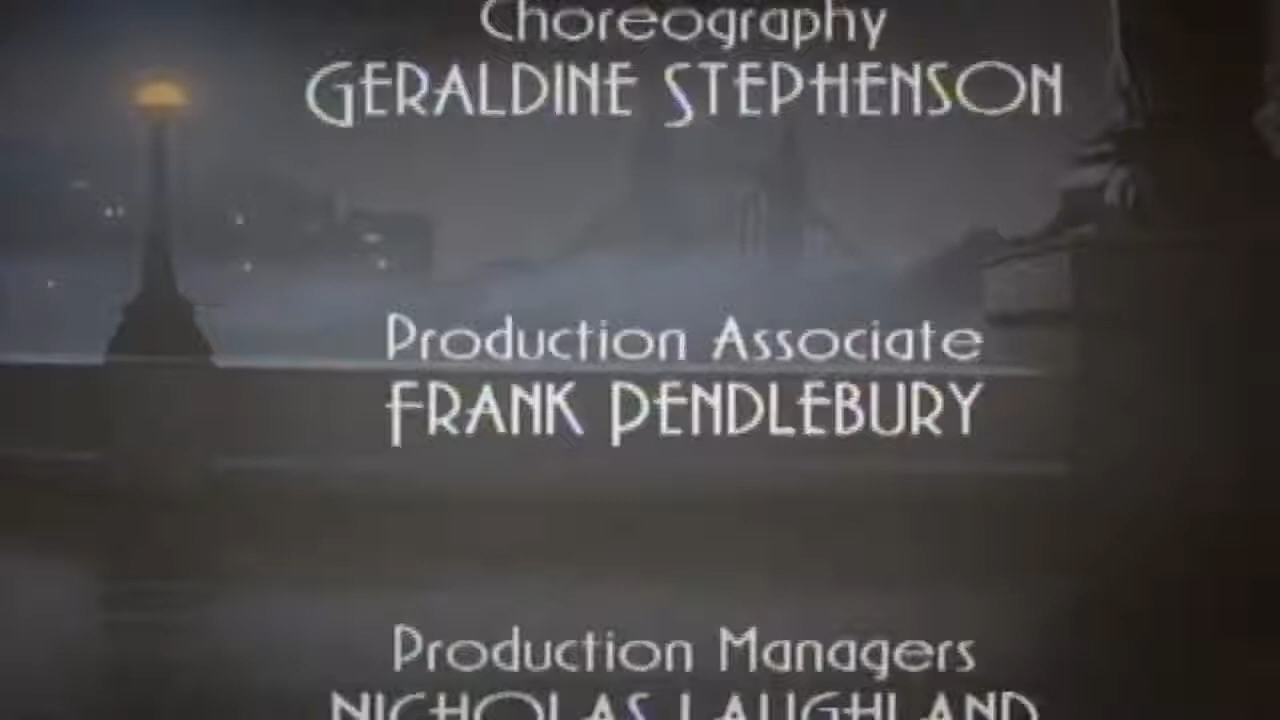 Choreography
GERALDINE STEPHENSON
Production Associate
FRANK PENDLEBURY
Production Managers
NICHOLAS LAUGHLAND